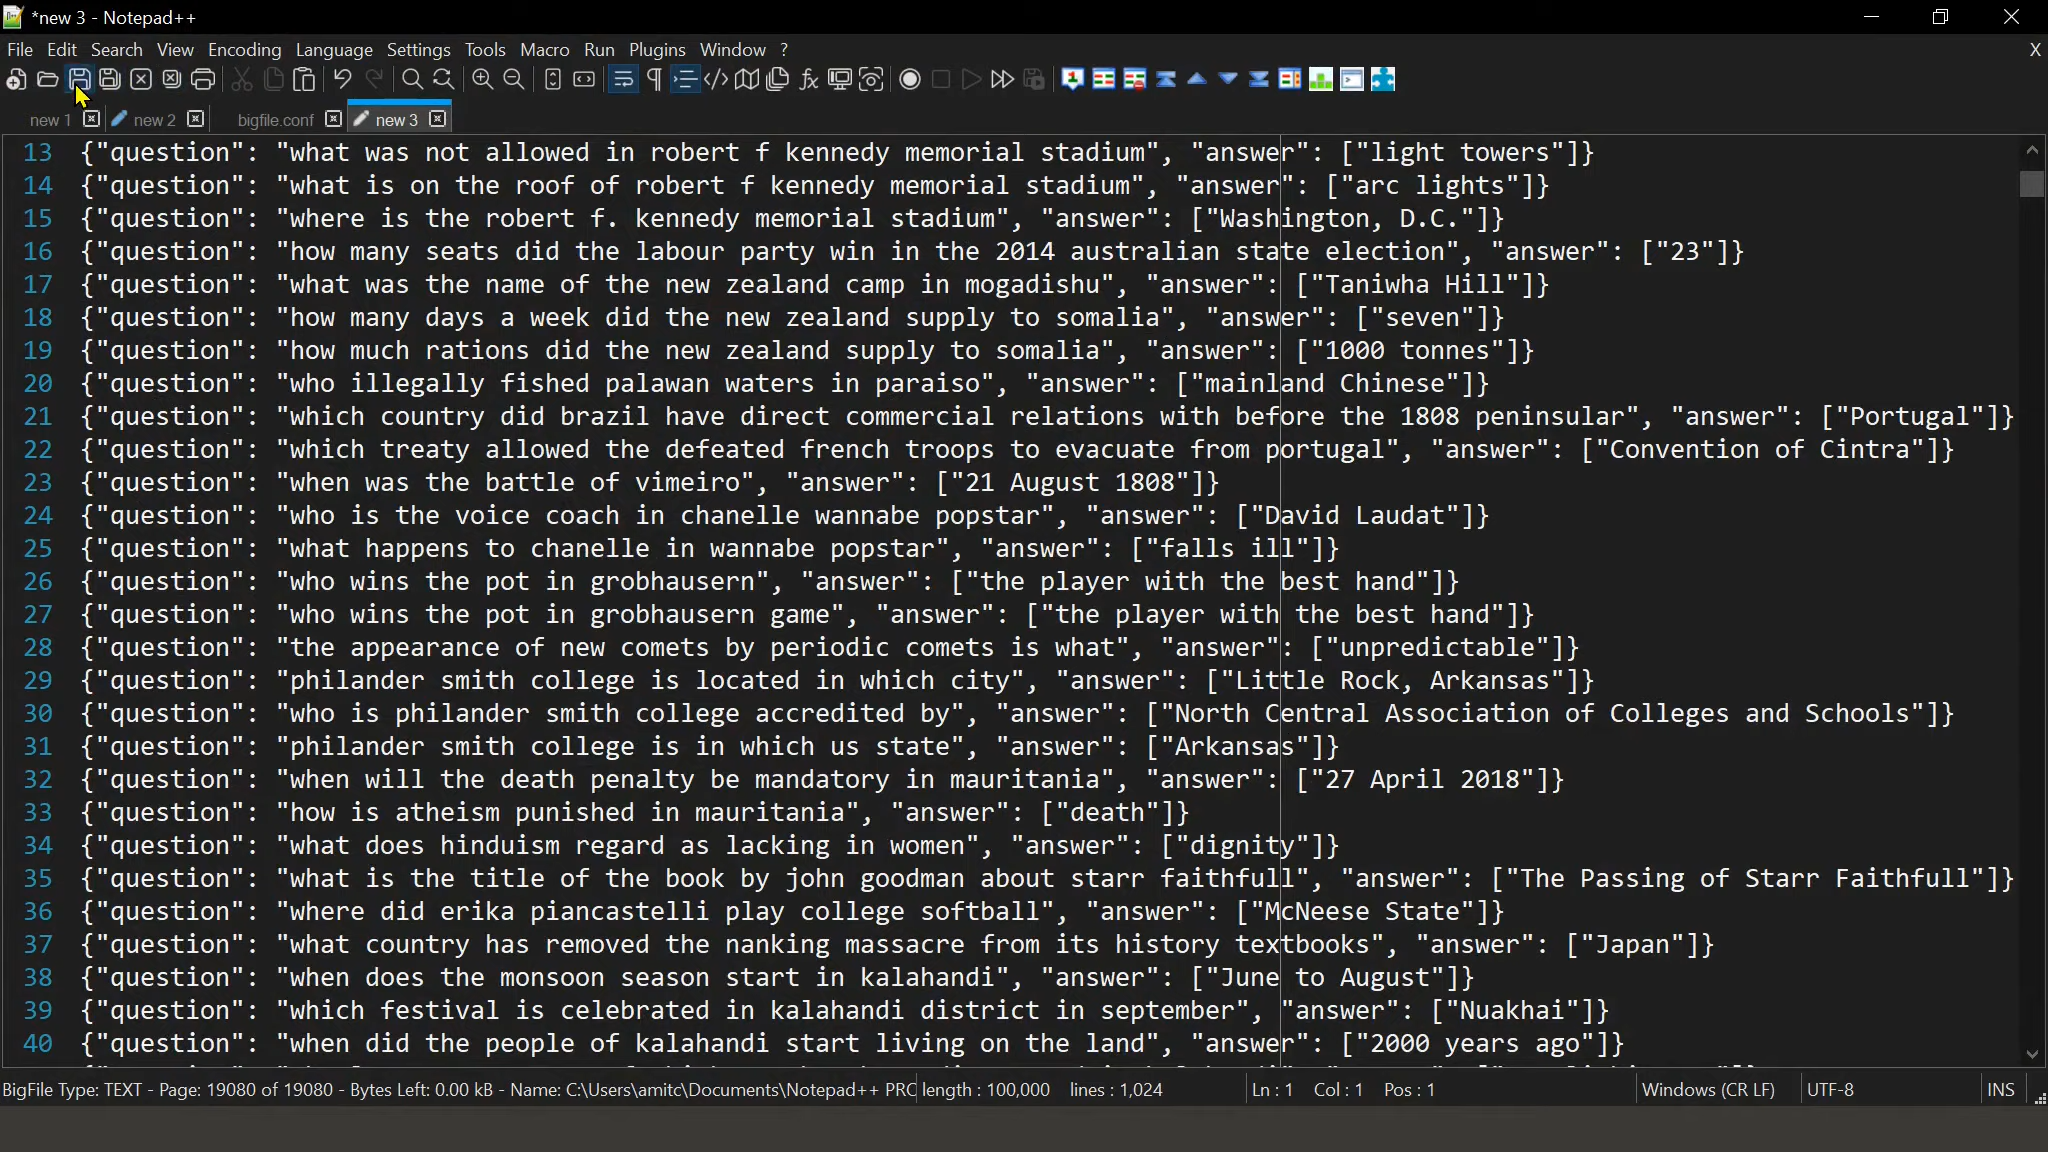 *new 3 - Notepad++
File Edit Search View Encoding Language Settings Tools Macro Run Plugins Window ? X
new 1 new 2 bigfile.conf new 3
13 {"question": "what was not allowed in robert f kennedy memorial stadium", "answer": ["light towers"]}
14 {"question": "what is on the roof of robert f kennedy memorial stadium", "answer": ["arc lights"]}
15 {"question": "where is the robert f. kennedy memorial stadium", "answer": ["Washington, D.C."]}
16 {"question": "how many seats did the labour party win in the 2014 australian state election", "answer": ["23"]}
17 {"question": "what was the name of the new zealand camp in mogadishu", "answer": ["Taniwha Hill"]}
18 {"question": "how many days a week did the new zealand supply to somalia", "answer": ["seven"]}
19 {"question": "how much rations did the new zealand supply to somalia", "answer": ["1000 tonnes"]}
20 {"question": "who illegally fished palawan waters in paraiso", "answer": ["mainland Chinese"]}
21 {"question": "which country did brazil have direct commercial relations with before the 1808 peninsular", "answer": ["Portugal"]}
22 {"question": "which treaty allowed the defeated french troops to evacuate from portugal", "answer": ["Convention of Cintra"]}
23 {"question": "when was the battle of vimeiro", "answer": ["21 August 1808"]}
24 {"question": "who is the voice coach in chanelle wannabe popstar", "answer": ["David Laudat"]}
25 {"question": "what happens to chanelle in wannabe popstar", "answer": ["falls ill"]}
26 {"question": "who wins the pot in grobhausern", "answer": ["the player with the best hand"]}
27 {"question": "who wins the pot in grobhausern game", "answer": ["the player with the best hand"]}
28 {"question": "the appearance of new comets by periodic comets is what", "answer": ["unpredictable"]}
29 {"question": "philander smith college is located in which city", "answer": ["Little Rock, Arkansas"]}
30 {"question": "who is philander smith college accredited by", "answer": ["North Central Association of Colleges and Schools"]}
31 {"question": "philander smith college is in which us state", "answer": ["Arkansas"]}
32 {"question": "when will the death penalty be mandatory in mauritania", "answer": ["27 April 2018"]}
33 {"question": "how is atheism punished in mauritania", "answer": ["death"]}
34 {"question": "what does hinduism regard as lacking in women", "answer": ["dignity"]}
35 {"question": "what is the title of the book by john goodman about starr faithfull", "answer": ["The Passing of Starr Faithfull"]}
36 {"question": "where did erika piancastelli play college softball", "answer": ["McNeese State"]}
37 {"question": "what country has removed the nanking massacre from its history textbooks", "answer": ["Japan"]}
38 {"question": "when does the monsoon season start in kalahandi", "answer": ["June to August"]}
39 {"question": "which festival is celebrated in kalahandi district in september", "answer": ["Nuakhai"]}
40 {"question": "when did the people of kalahandi start living on the land", "answer": ["2000 years ago"]}
BigFile Type: TEXT - Page: 19080 of 19080 - Bytes Left: 0.00 kB - Name: C:\Users\amitc\Documents\Notepad++ PRC length : 100,000 lines : 1,024 Ln : 1 Col : 1 Pos : 1 Windows (CR LF) UTF-8 INS